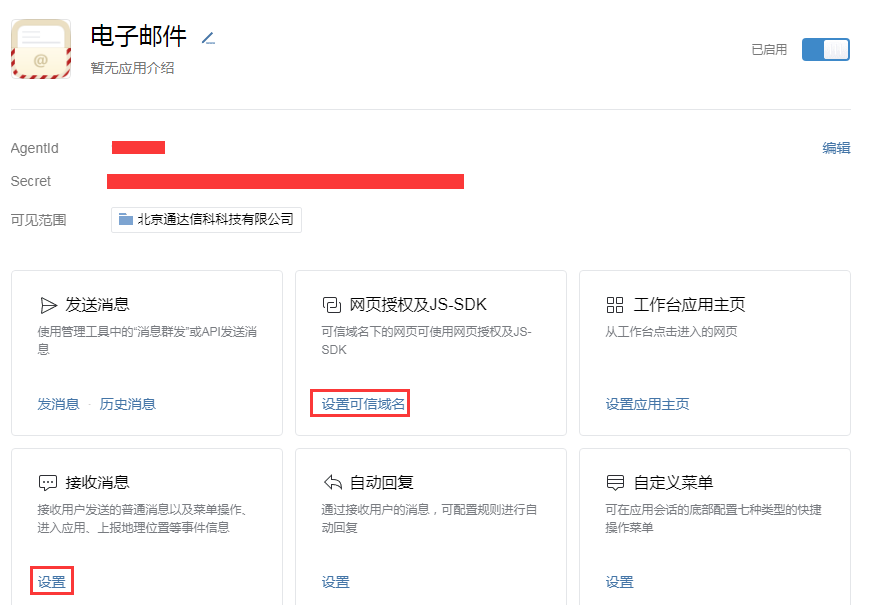 电子邮件
暂无应用介绍
已启用
@
AgentId
编辑
Secret
可见范围
北京通达信科科技有限公司
发送消息
使用管理工具中的“消息群发”或API发送消
息
发消息 · 历史消息
网页授权及JS-SDK
可信域名下的网页可使用网页授权及JS-
SDK
设置可信域名
工作台应用主页
从工作台点击进入的网页
设置应用主页
接收消息
接收用户发送的普通消息以及菜单操作、
进入应用、上报地理位置等事件信息
设置
自动回复
通过接收用户的消息，可配置规则进行自
动回复
设置
自定义菜单
可在应用会话的底部配置七种类型的快捷
操作菜单
设置